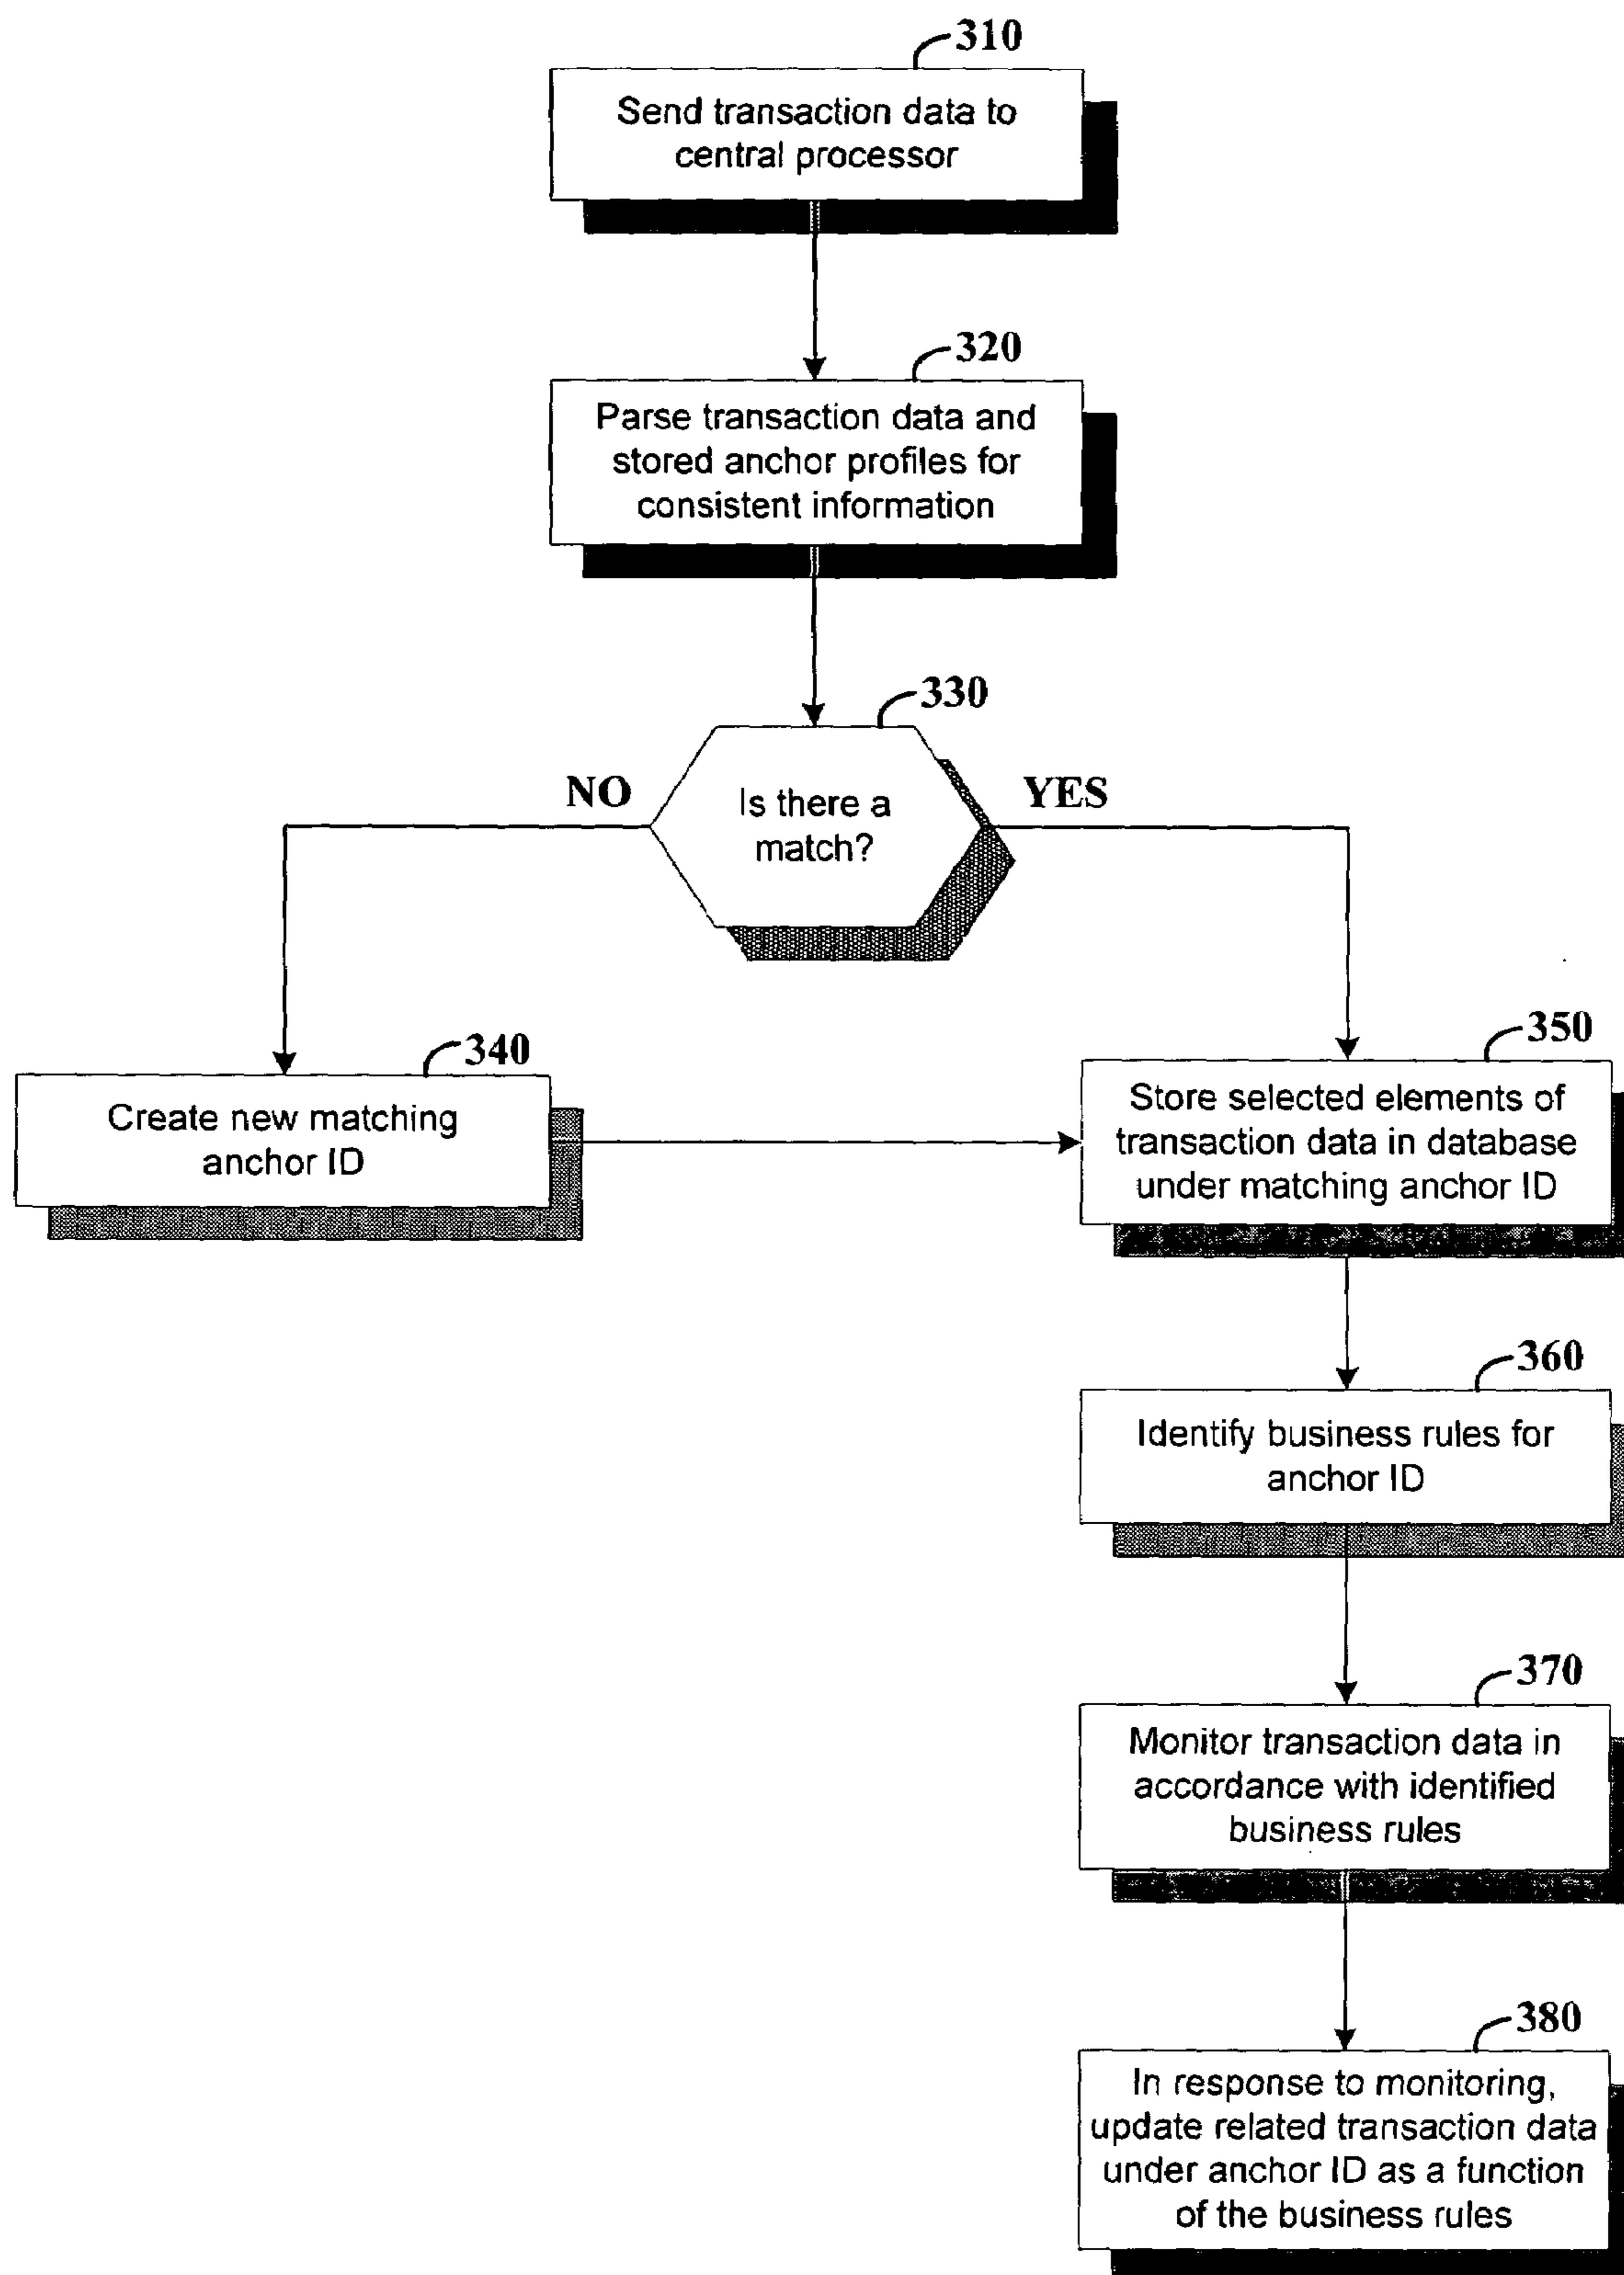 310
Send transaction data to
central processor
320
Parse transaction data and
stored anchor profiles for
consistent information
330
NO
Is there a
match?
YES
340
Create new matching
anchor ID
350
Store selected elements of
transaction data in database
under matching anchor ID
360
Identify business rules for
anchor ID
370
Monitor transaction data in
accordance with identified
business rules
380
In response to monitoring,
update related transaction data
under anchor ID as a function
of the business rules